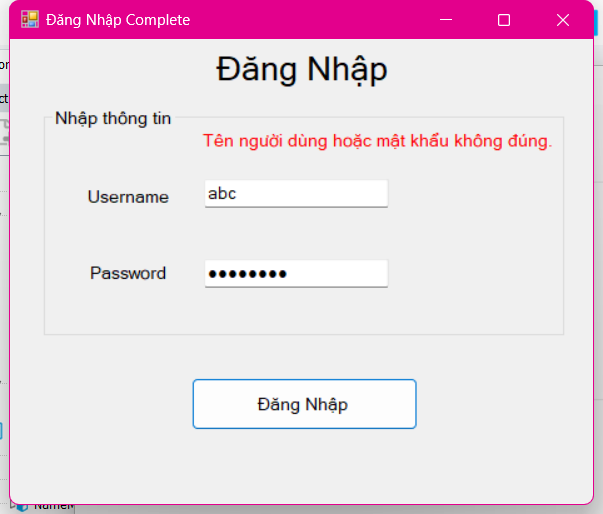 Đăng Nhập Complete
Đăng Nhập
Nhập thông tin
Tên người dùng hoặc mật khẩu không đúng.
Username
abc
Password
••••••••
Đăng Nhập